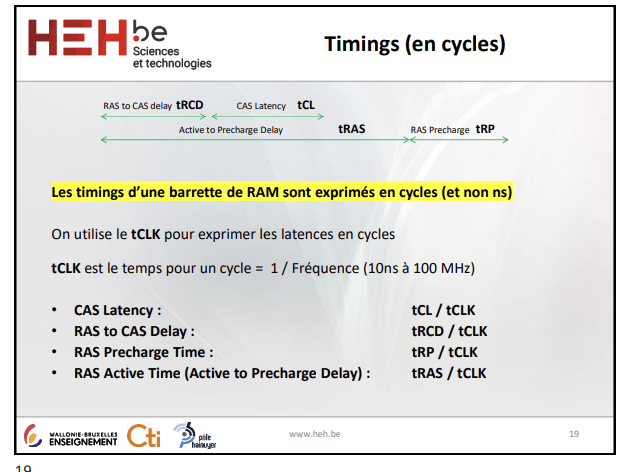 HEH.be
Sciences
et technologies
Timings (en cycles)
RAS to CAS delay tRCD CAS Latency tCL
Active to Precharge Delay tRAS RAS Precharge tRP
Les timings d’une barrette de RAM sont exprimés en cycles (et non ns)
On utilise le tCLK pour exprimer les latences en cycles
tCLK est le temps pour un cycle = 1 / Fréquence (10ns à 100 MHz)
• CAS Latency : tCL / tCLK
• RAS to CAS Delay : tRCD / tCLK
• RAS Precharge Time : tRP / tCLK
• RAS Active Time (Active to Precharge Delay) : tRAS / tCLK
WALLONIE-BRUXELLES
ENSEIGNEMENT
Cti
pôle
hainuyer
www.heh.be
19
19